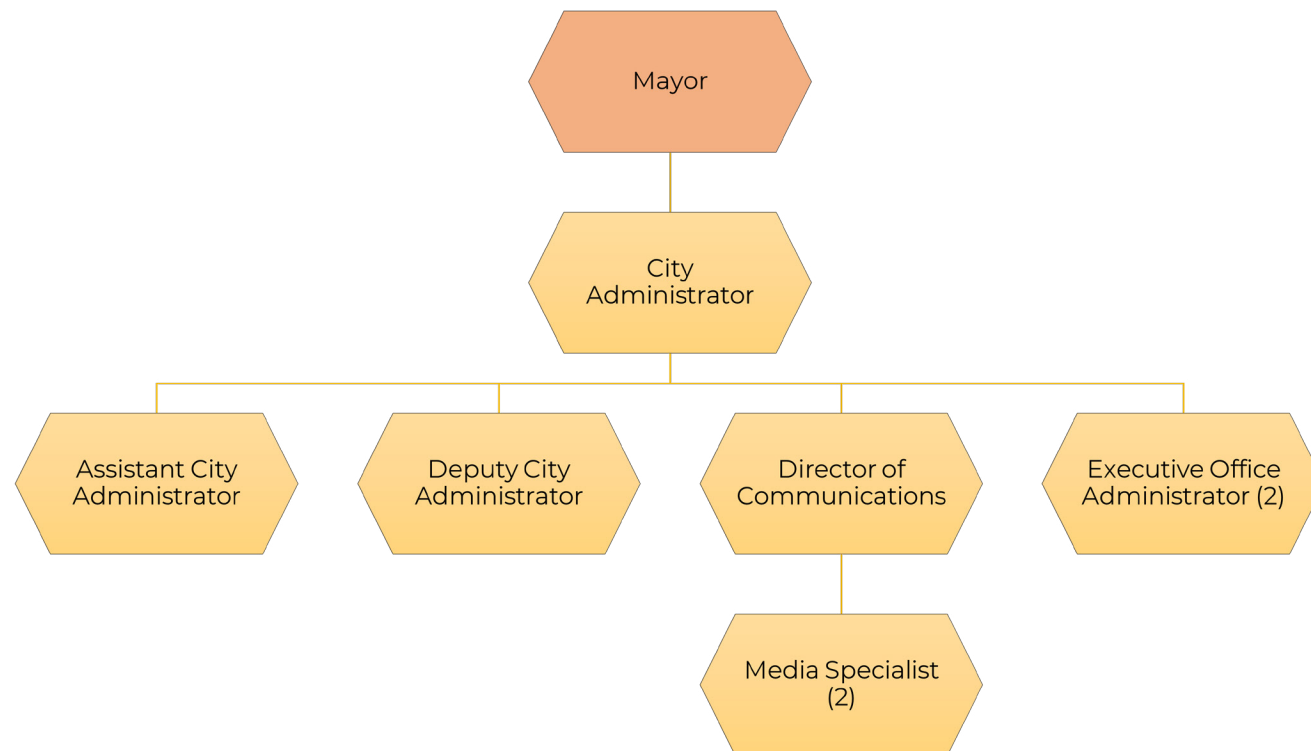 Mayor
City
Administrator
Assistant City
Administrator
Deputy City
Administrator
Director of
Communications
Executive Office
Administrator (2)
Media Specialist
(2)